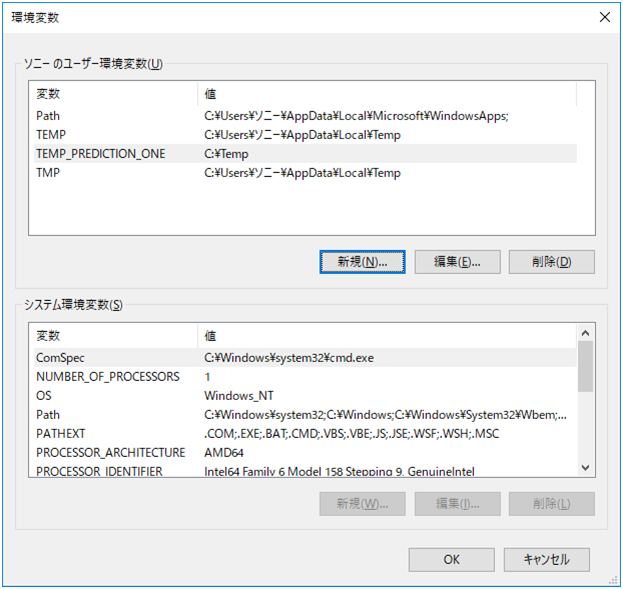 環境変数
ソニー のユーザー環境変数(U)
変数 値
Path C:¥Users¥ソニー¥AppData¥Local¥Microsoft¥WindowsApps;
TEMP C:¥Users¥ソニー¥AppData¥Local¥Temp
TEMP_PREDICTION_ONE C:¥Temp
TMP C:¥Users¥ソニー¥AppData¥Local¥Temp
新規(N)... 編集(E)... 削除(D)
システム環境変数(S)
変数 値
ComSpec C:¥Windows¥system32¥cmd.exe
NUMBER_OF_PROCESSORS 1
OS Windows_NT
Path C:¥Windows¥system32;C:¥Windows;C:¥Windows¥System32¥Wbem;...
PATHEXT .COM;.EXE;.BAT;.CMD;.VBS;.VBE;.JS;.JSE;.WSF;.WSH;.MSC
PROCESSOR_ARCHITECTURE AMD64
PROCESSOR_IDENTIFIER Intel64 Family 6 Model 158 Stepping 9, GenuineIntel
新規(W)... 編集(I)... 削除(L)
OK キャンセル